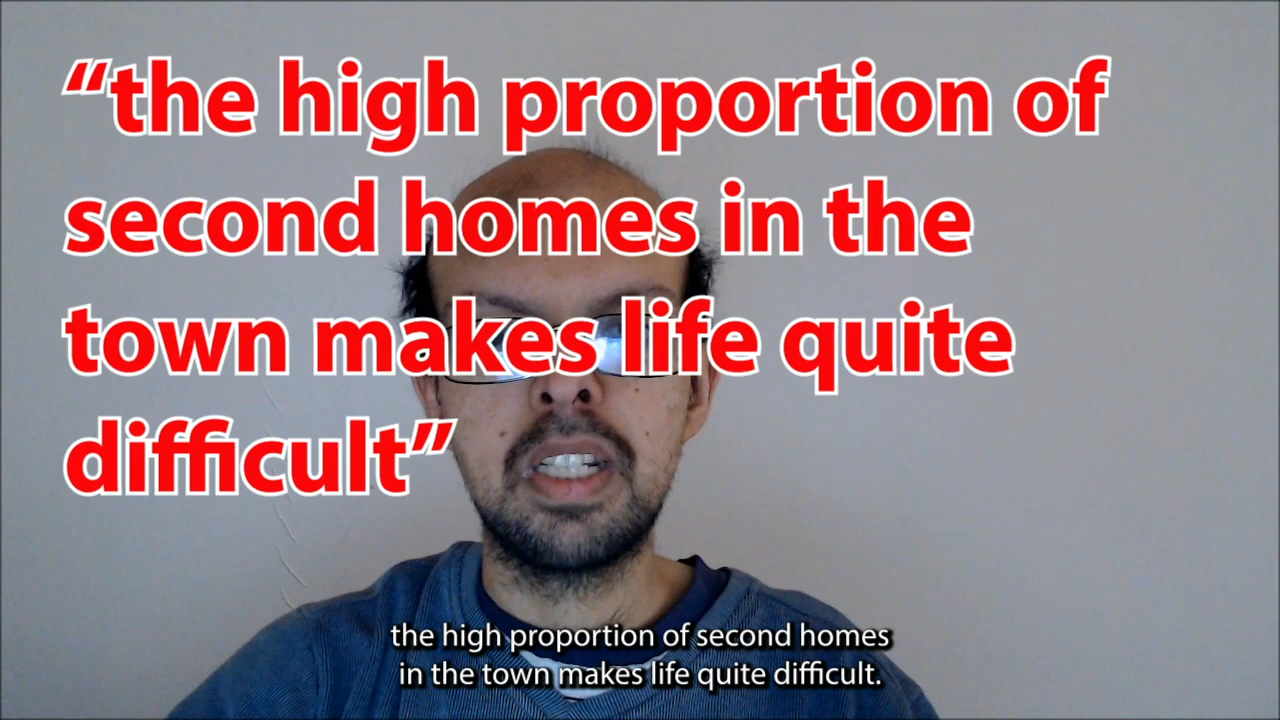 “the high proportion of
second homes in the
town makes life quite
difficult”
the high proportion of second homes
in the town makes life quite difficult.